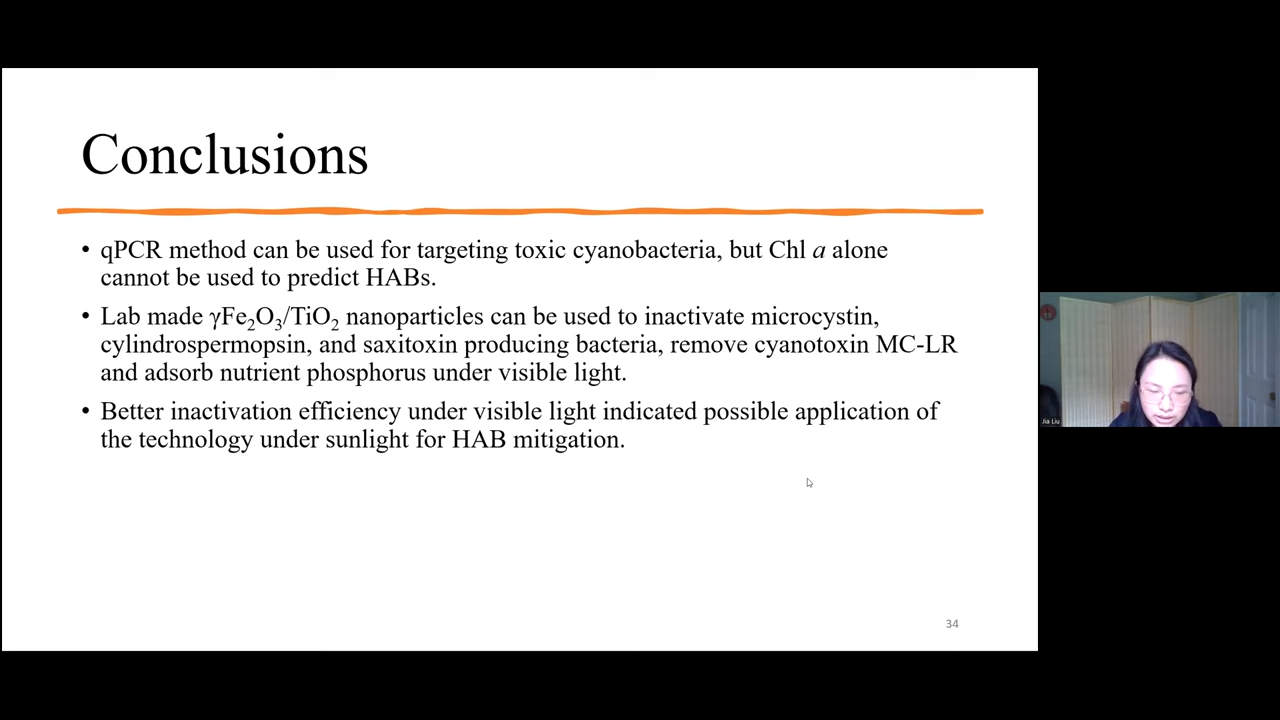 Conclusions
• qPCR method can be used for targeting toxic cyanobacteria, but Chl a alone
cannot be used to predict HABs.
• Lab made γFe₂O₃/TiO₂ nanoparticles can be used to inactivate microcystin,
cylindrospermopsin, and saxitoxin producing bacteria, remove cyanotoxin MC-LR
and adsorb nutrient phosphorus under visible light.
• Better inactivation efficiency under visible light indicated possible application of
the technology under sunlight for HAB mitigation.
34
Jia Liu